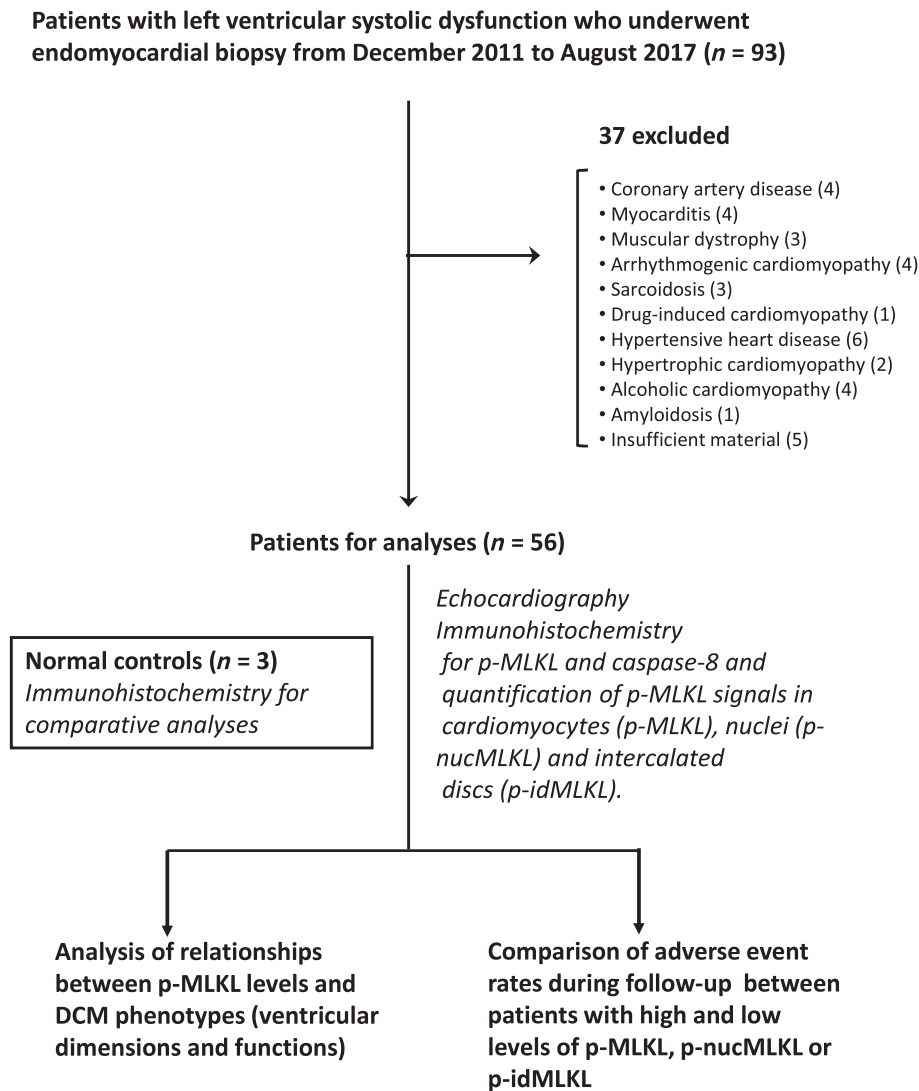 Patients with left ventricular systolic dysfunction who underwent
endomyocardial biopsy from December 2011 to August 2017 (n = 93)
37 excluded
• Coronary artery disease (4)
• Myocarditis (4)
• Muscular dystrophy (3)
• Arrhythmogenic cardiomyopathy (4)
• Sarcoidosis (3)
• Drug-induced cardiomyopathy (1)
• Hypertensive heart disease (6)
• Hypertrophic cardiomyopathy (2)
• Alcoholic cardiomyopathy (4)
• Amyloidosis (1)
• Insufficient material (5)
Patients for analyses (n = 56)
Echocardiography
Immunohistochemistry
for p-MLKL and caspase-8 and
quantification of p-MLKL signals in
cardiomyocytes (p-MLKL), nuclei (p-
nucMLKL) and intercalated
discs (p-idMLKL).
Normal controls (n = 3)
Immunohistochemistry for
comparative analyses
Analysis of relationships
between p-MLKL levels and
DCM phenotypes (ventricular
dimensions and functions)
Comparison of adverse event
rates during follow-up between
patients with high and low
levels of p-MLKL, p-nucMLKL or
p-idMLKL